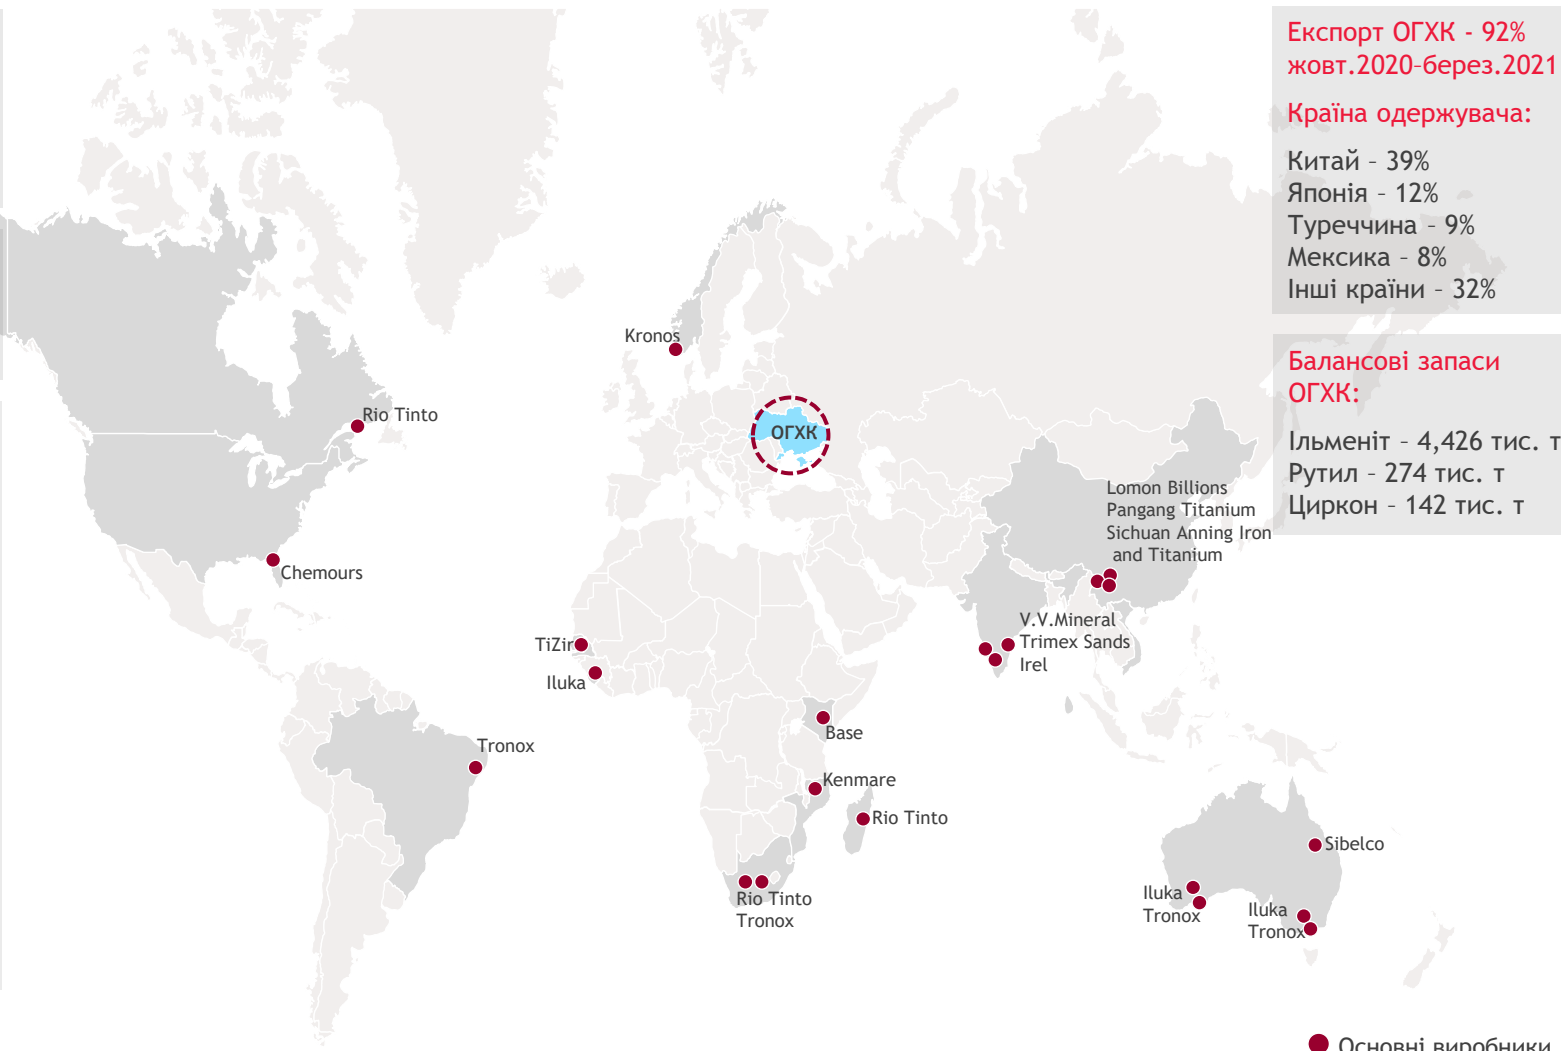 Експорт ОГХК - 92%
жовт.2020-берез.2021
Країна одержувача:
Китай – 39%
Японія – 12%
Туреччина – 9%
Мексика – 8%
Інші країни – 32%
Балансові запаси
ОГХК:
Ільменіт – 4,426 тис. т
Рутил – 274 тис. т
Циркон – 142 тис. т
Kronos
Rio Tinto
ОГХК
Lomon Billions
Pangang Titanium
Sichuan Anning Iron
and Titanium
Chemours
V.V.Mineral
Trimex Sands
Irel
TiZir
Iluka
Base
Tronox
Kenmare
Rio Tinto
Sibelco
Rio Tinto
Tronox
Iluka
Tronox
Iluka
Tronox
Основні виробники